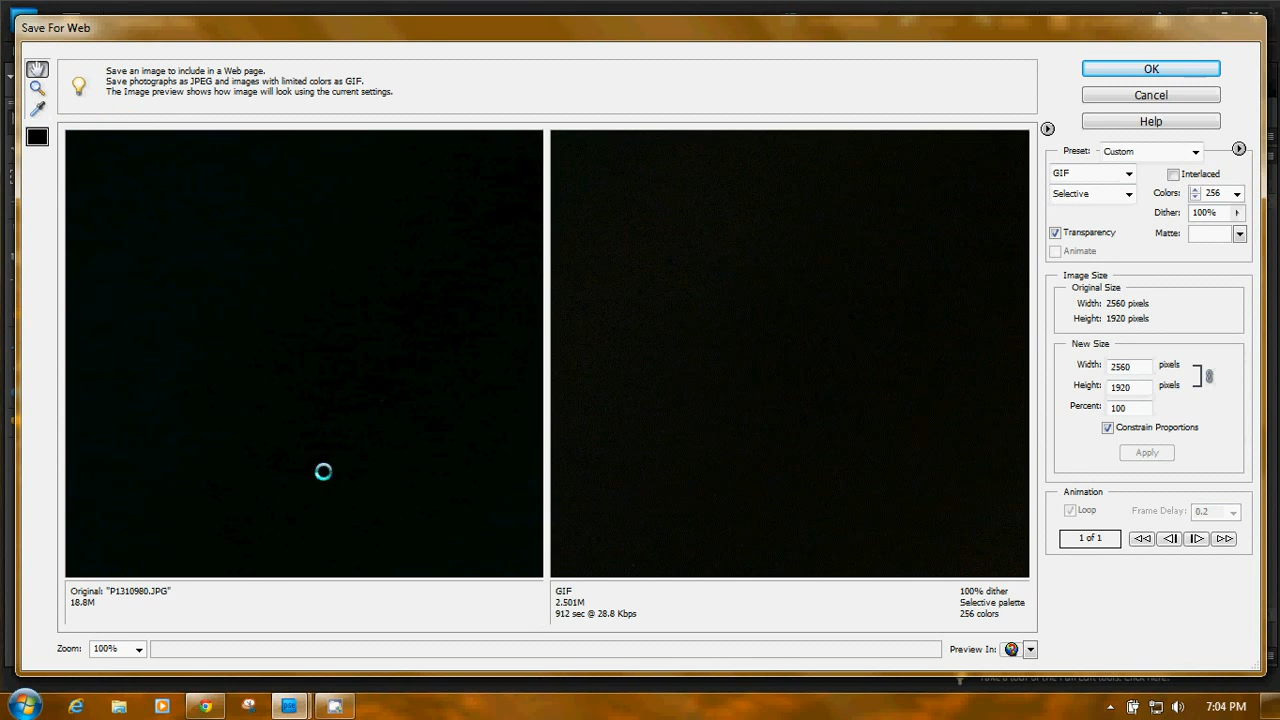 Save For Web
Save an image to include in a Web page.
Save photographs as JPEG and images with limited colors as GIF.
The Image preview shows how image will look using the current settings.
OK
Cancel
Help
Preset: Custom
GIF
Interlaced
Selective
Colors: 256
Dither: 100%
Transparency
Matte:
Animate
Image Size
Original Size
Width: 2560 pixels
Height: 1920 pixels
New Size
Width: 2560 pixels
Height: 1920 pixels
Percent: 100
Constrain Proportions
Apply
Animation
Loop
Frame Delay: 0.2
1 of 1
Original: "P1310980.JPG"
18.8M
GIF
2.501M
912 sec @ 28.8 Kbps
100% dither
Selective palette
256 colors
Zoom: 100%
Preview In:
7:04 PM